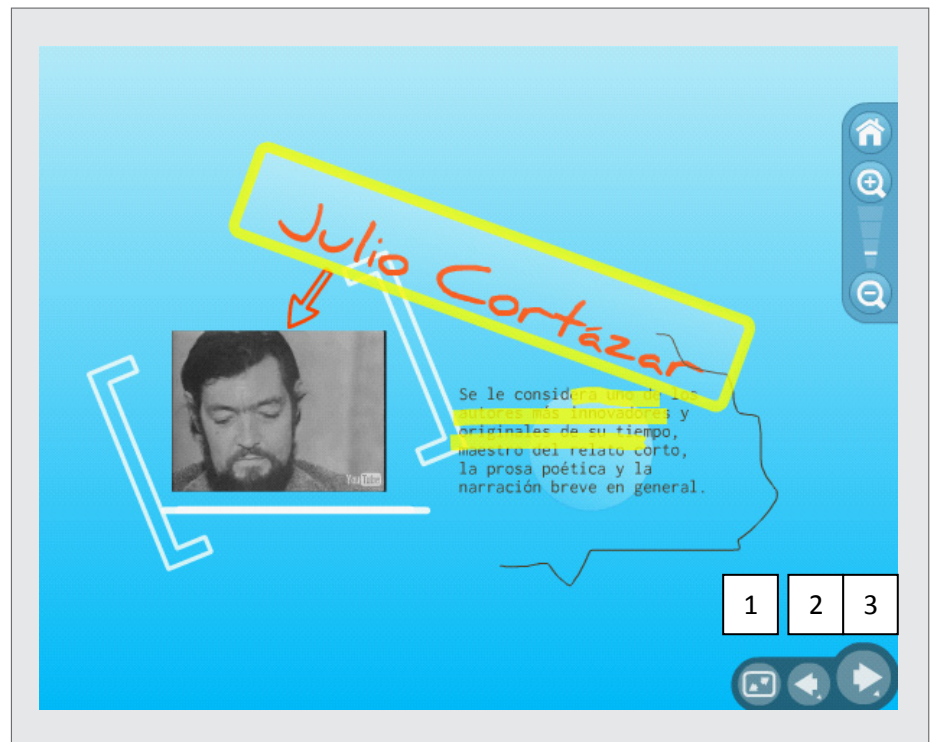 Julio Cortázar
Se le considera uno de los
autores más innovadores y
originales de su tiempo,
maestro del relato corto,
la prosa poética y la
narración breve en general.
YouTube
1 2 3